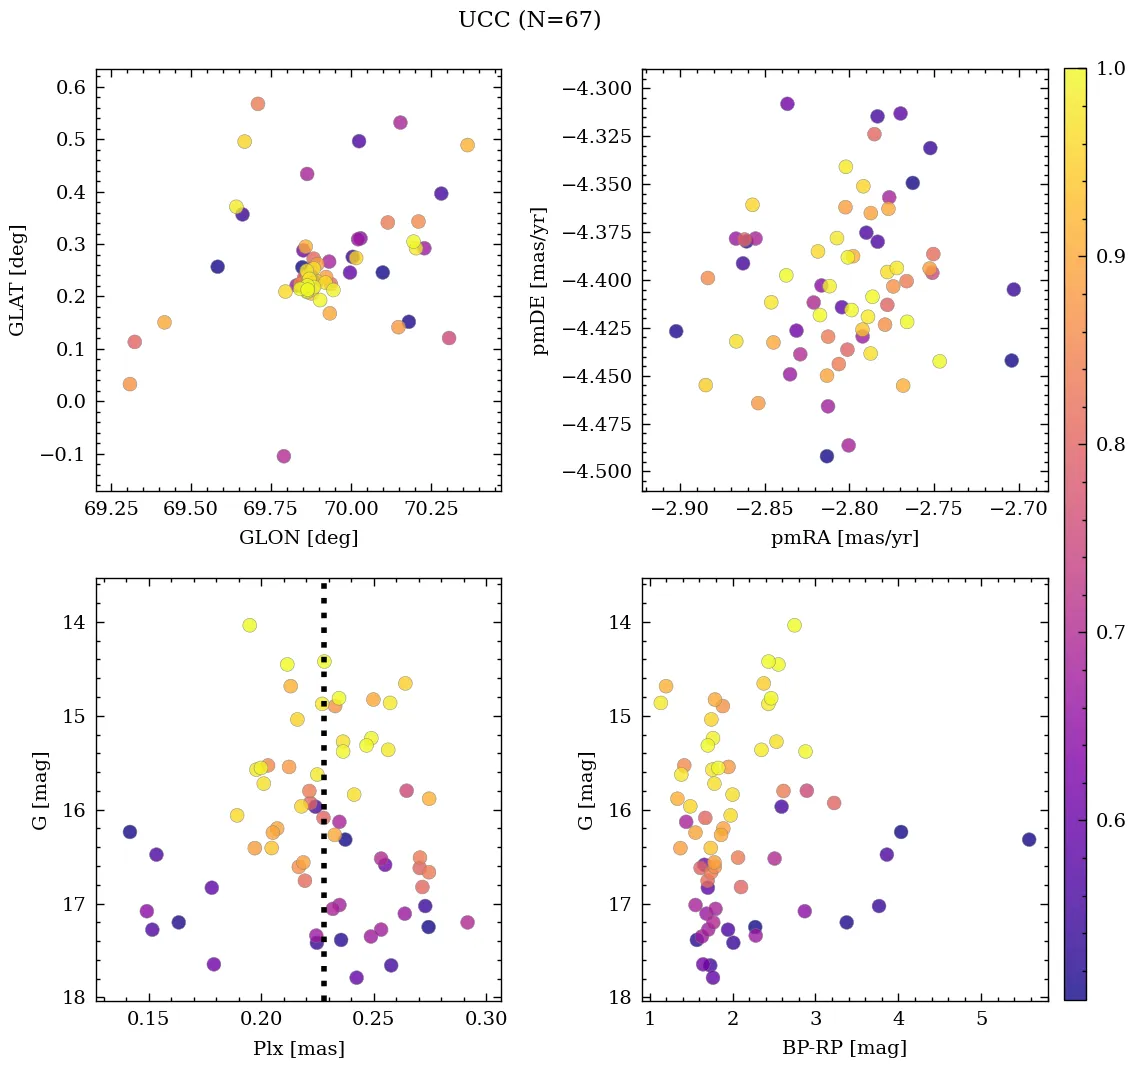 UCC (N=67)
0.6
0.5
0.4
0.3
0.2
0.1
0.0
−0.1
GLAT [deg]
69.25 69.50 69.75 70.00 70.25
GLON [deg]
−4.300
−4.325
−4.350
−4.375
−4.400
−4.425
−4.450
−4.475
−4.500
pmDE [mas/yr]
−2.90 −2.85 −2.80 −2.75 −2.70
pmRA [mas/yr]
14
15
16
17
18
G [mag]
0.15 0.20 0.25 0.30
Plx [mas]
14
15
16
17
18
G [mag]
1 2 3 4 5
BP-RP [mag]
1.0
0.9
0.8
0.7
0.6